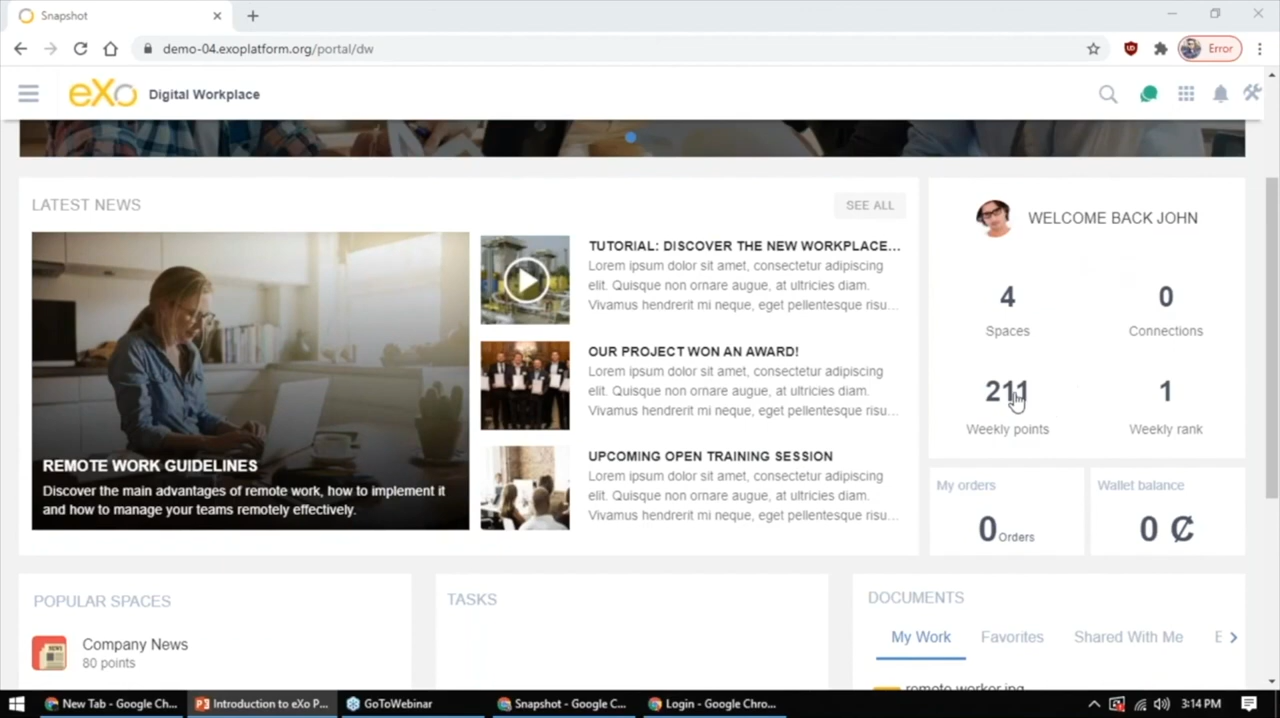 Snapshot
demo-04.exoplatform.org/portal/dw
Error
eXo Digital Workplace
LATEST NEWS
SEE ALL
REMOTE WORK GUIDELINES
Discover the main advantages of remote work, how to implement it
and how to manage your teams remotely effectively.
TUTORIAL: DISCOVER THE NEW WORKPLACE...
Lorem ipsum dolor sit amet, consectetur adipiscing
elit. Quisque non ornare augue, at ultricies diam.
Vivamus hendrerit mi neque, eget pellentesque risu...
OUR PROJECT WON AN AWARD!
Lorem ipsum dolor sit amet, consectetur adipiscing
elit. Quisque non ornare augue, at ultricies diam.
Vivamus hendrerit mi neque, eget pellentesque risu...
UPCOMING OPEN TRAINING SESSION
Lorem ipsum dolor sit amet, consectetur adipiscing
elit. Quisque non ornare augue, at ultricies diam.
Vivamus hendrerit mi neque, eget pellentesque risu...
WELCOME BACK JOHN
4 0
Spaces Connections
211 1
Weekly points Weekly rank
My orders
0 Orders
Wallet balance
0 ₡
POPULAR SPACES
NEWS
Company News
80 points
TASKS
DOCUMENTS
My Work Favorites Shared With Me E
remote worker.jpg
New Tab - Google Ch... Introduction to eXo P... GoToWebinar Snapshot - Google C... Login - Google Chro... 3:14 PM